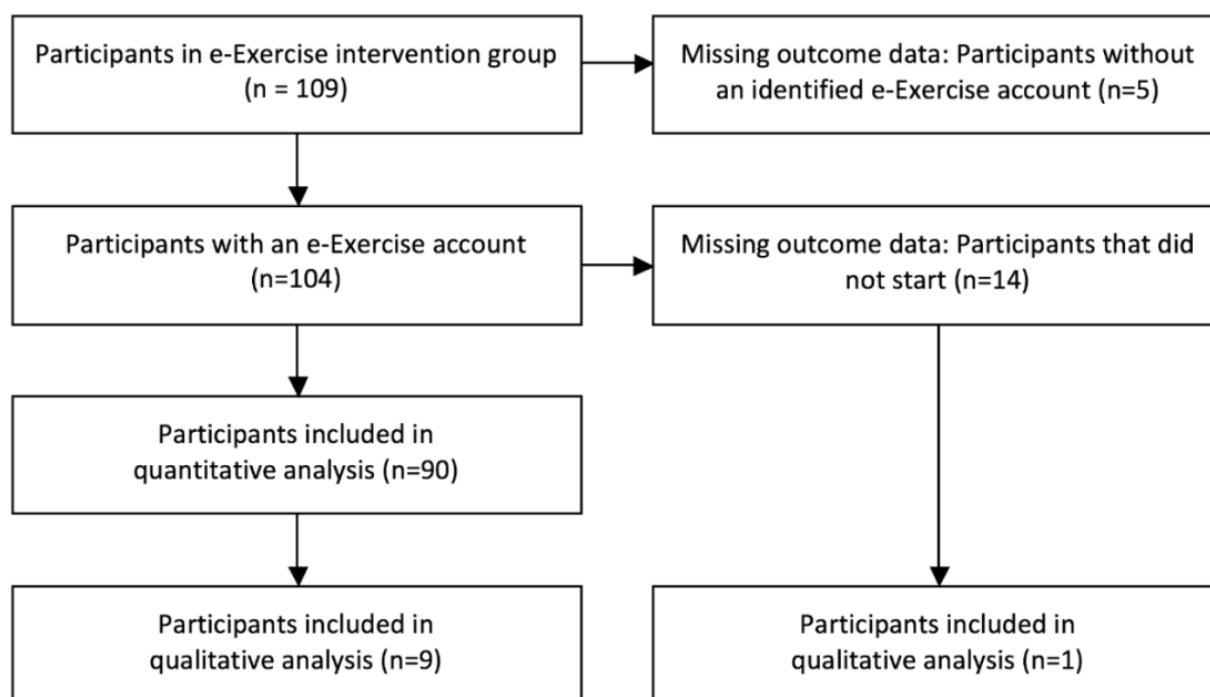 Participants in e-Exercise intervention group
(n = 109)
Missing outcome data: Participants without
an identified e-Exercise account (n=5)
Participants with an e-Exercise account
(n=104)
Missing outcome data: Participants that did
not start (n=14)
Participants included in
quantitative analysis (n=90)
Participants included in
qualitative analysis (n=9)
Participants included in
qualitative analysis (n=1)